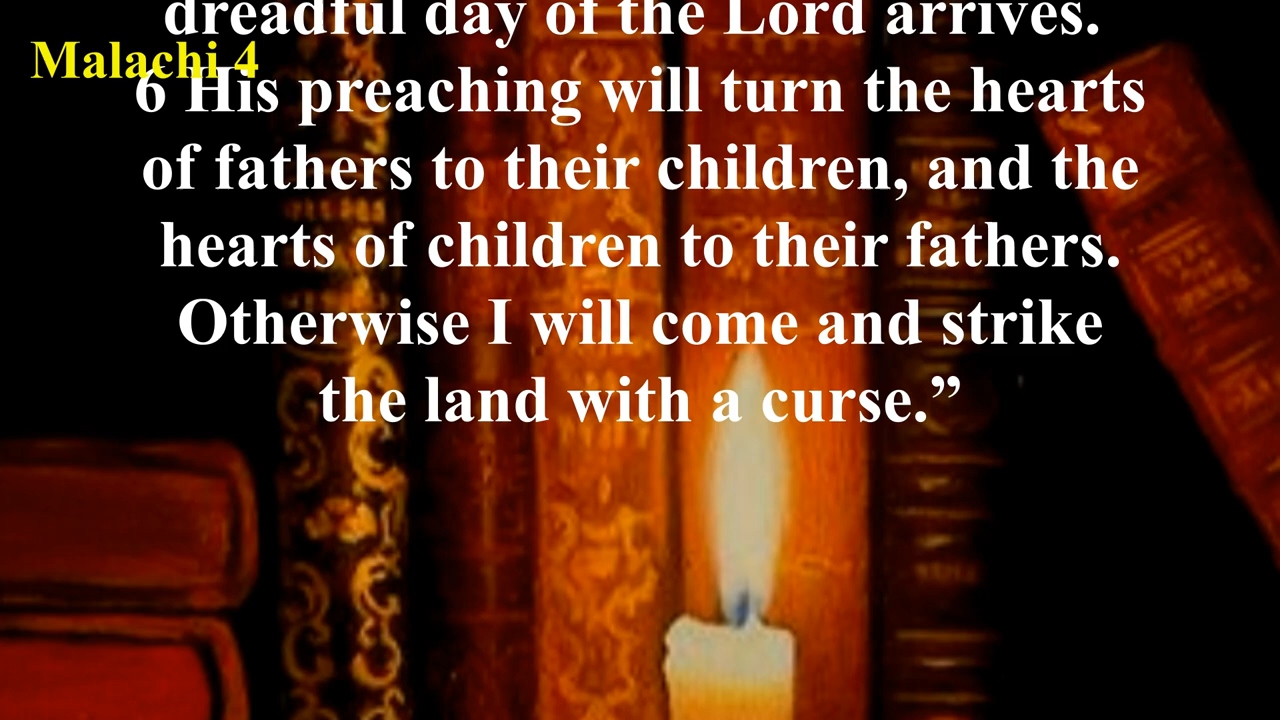 dreadful day of the Lord arrives.
Malachi 4
6 His preaching will turn the hearts
of fathers to their children, and the
hearts of children to their fathers.
Otherwise I will come and strike
the land with a curse.”